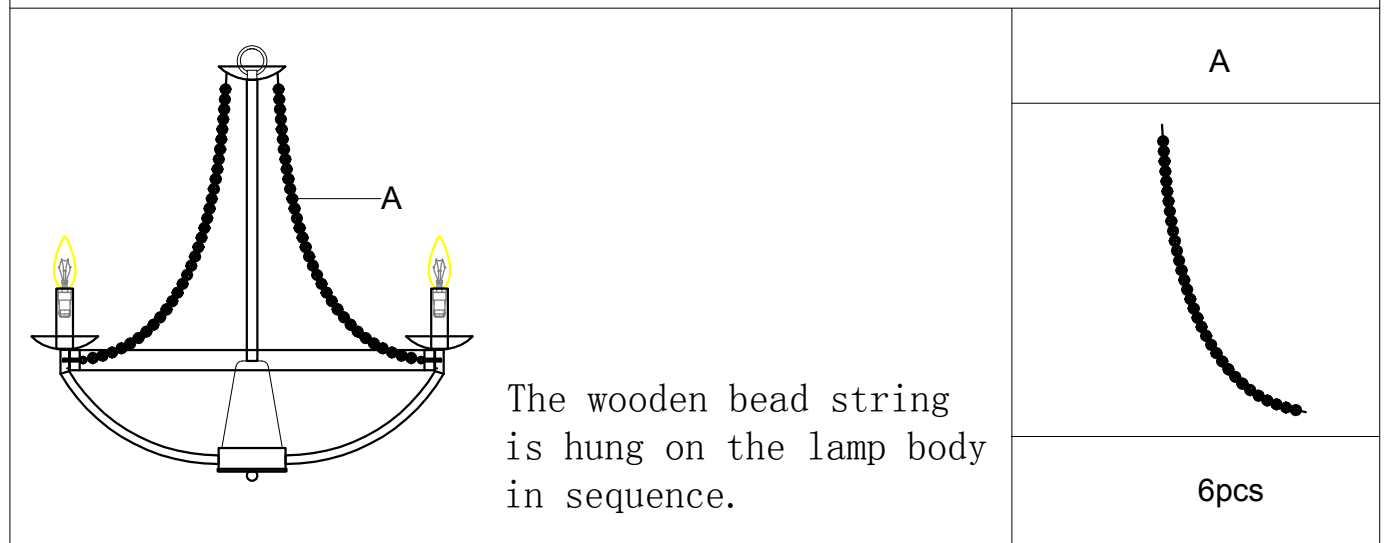 A
The wooden bead string
is hung on the lamp body
in sequence.
A
6pcs